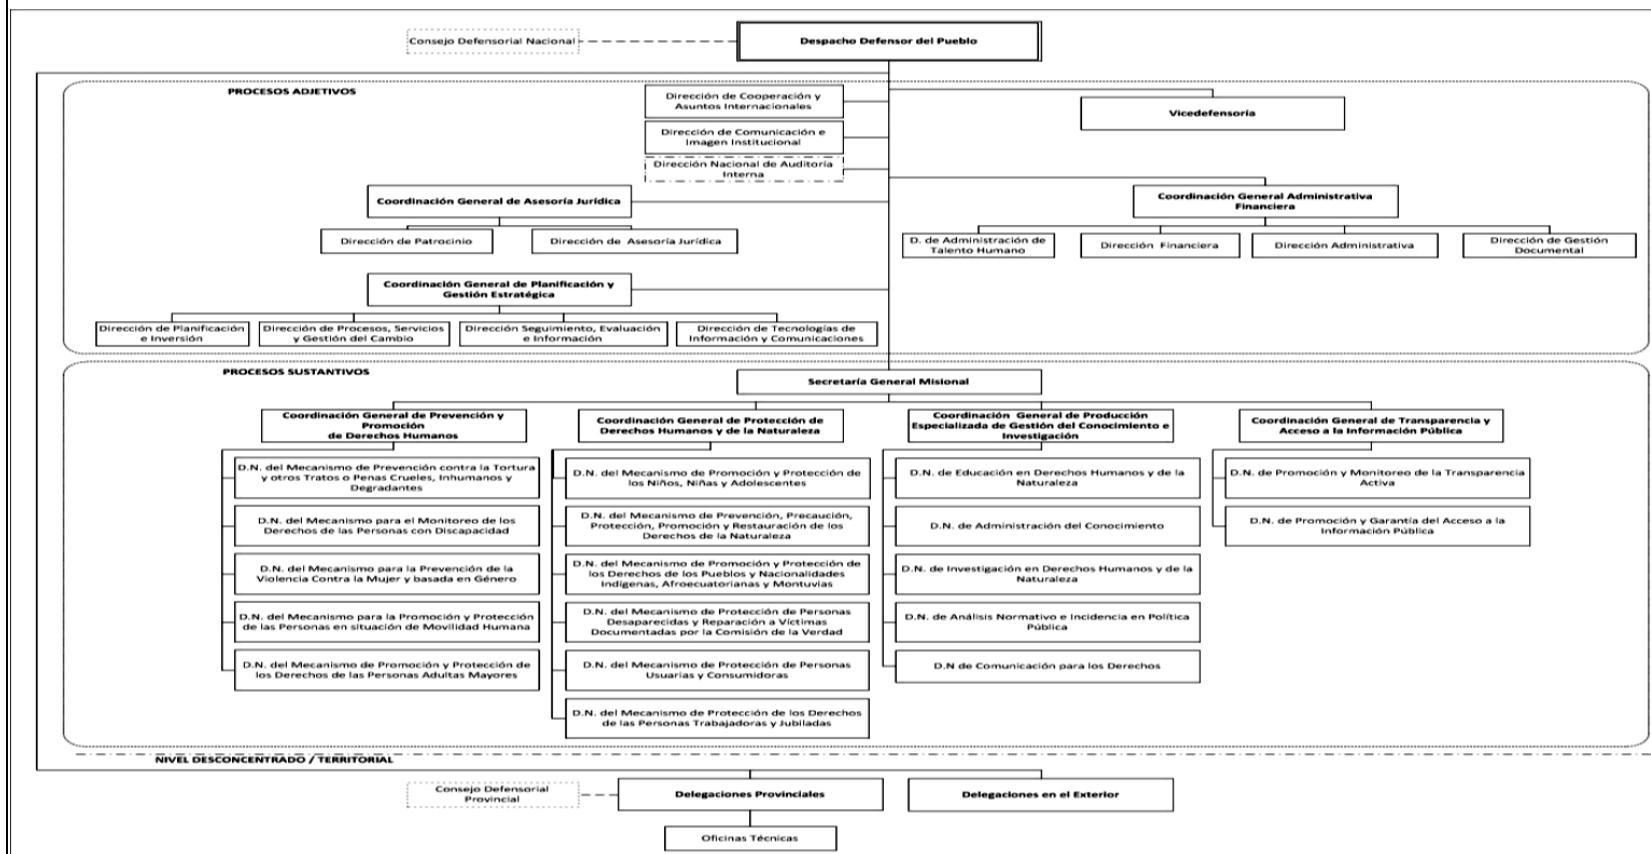 Consejo Defensorial Nacional
Despacho Defensor del Pueblo
PROCESOS ADJETIVOS
Dirección de Cooperación y
Asuntos Internacionales
Vicedefensoría
Dirección de Comunicación e
Imagen Institucional
Dirección Nacional de Auditoría
Interna
Coordinación General de Asesoría Jurídica
Coordinación General Administrativa
Financiera
Dirección de Patrocinio
Dirección de Asesoría Jurídica
D. de Administración de
Talento Humano
Dirección Financiera
Dirección Administrativa
Dirección de Gestión
Documental
Coordinación General de Planificación y
Gestión Estratégica
Dirección de Planificación
e Inversión
Dirección de Procesos, Servicios
y Gestión del Cambio
Dirección Seguimiento, Evaluación
e Información
Dirección de Tecnologías de
Información y Comunicaciones
PROCESOS SUSTANTIVOS
Secretaría General Misional
Coordinación General de Prevención y
Promoción
de Derechos Humanos
D.N. del Mecanismo de Prevención contra la Tortura
y otros Tratos o Penas Crueles, Inhumanos y
Degradantes
D.N. del Mecanismo para el Monitoreo de los
Derechos de las Personas con Discapacidad
D.N. del Mecanismo para la Prevención de la
Violencia Contra la Mujer y basada en Género
D.N. del Mecanismo para la Promoción y Protección
de las Personas en situación de Movilidad Humana
D.N. del Mecanismo de Promoción y Protección de
los Derechos de las Personas Adultas Mayores
Coordinación General de Protección de
Derechos Humanos y de la Naturaleza
D.N. del Mecanismo de Promoción y Protección de
los Niños, Niñas y Adolescentes
D.N. del Mecanismo de Prevención, Precaución,
Protección, Promoción y Restauración de los
Derechos de la Naturaleza
D.N. del Mecanismo de Promoción y Protección de
los Derechos de los Pueblos y Nacionalidades
Indígenas, Afroecuatorianas y Montuvias
D.N. del Mecanismo de Protección de Personas
Desaparecidas y Reparación a Víctimas
Documentadas por la Comisión de la Verdad
D.N. del Mecanismo de Protección de Personas
Usuarias y Consumidoras
D.N. del Mecanismo de Protección de los Derechos
de las Personas Trabajadoras y Jubiladas
Coordinación General de Producción
Especializada de Gestión del Conocimiento e
Investigación
D.N. de Educación en Derechos Humanos y de la
Naturaleza
D.N. de Administración del Conocimiento
D.N. de Investigación en Derechos Humanos y de la
Naturaleza
D.N. de Análisis Normativo e Incidencia en Política
Pública
D.N de Comunicación para los Derechos
Coordinación General de Transparencia y
Acceso a la Información Pública
D.N. de Promoción y Monitoreo de la Transparencia
Activa
D.N. de Promoción y Garantía del Acceso a la
Información Pública
NIVEL DESCONCENTRADO / TERRITORIAL
Consejo Defensorial
Provincial
Delegaciones Provinciales
Delegaciones en el Exterior
Oficinas Técnicas